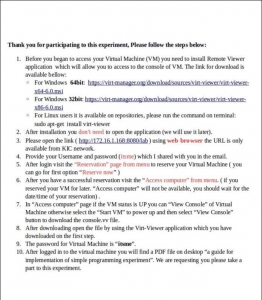 Thank you for participating to this experiment, Please follow the steps below:
1. Before you began to access your Virtual Machine (VM) you need to install Remote Viewer
application which will allow you to access to the console of VM. The link for download is
available bellow:
○ For Windows 64bit: https://virt-manager.org/download/sources/virt-viewer/virt-viewer-
x64-6.0.msi)
○ For Windows 32bit: https://virt-manager.org/download/sources/virt-viewer/virt-viewer-
x86-6.0.msi)
○ For Linux users it is available on repositories, please run the command on terminal:
sudo apt-get install virt-viewer
2. After installation you don't need to open the application (we will use it later).
3. Please open the link ( http://172.16.1.168:8080/lab ) using web browser the URL is only
available from KIC network.
4. Provide your Username and password (itsme) which I shared with you in the email.
5. After login visit the "Reservation" page from menu to reserve your Virtual Machine ( you
can go for first option "Reserve now" )
6. After you have a successful reservation visit the "Access computer" from menu. ( if you
reserved your VM for later. "Access computer" will not be available, you should wait for the
date/time of your reservation) .
7. In "Access computer" page if the VM status is UP you can "View Console" of Virtual
Machine otherwise select the "Start VM" to power up and then select "View Console"
button to download the console.vv file.
8. After downloading open the file by using the Virt-Viewer application which you have
downloaded on the first step.
9. The password for Virtual Machine is "itsme".
10. After logged in to the virtual machine you will find a PDF file on desktop "a guide for
implementation of simple programming experiment". We are requesting you please take a
part to this experiment.